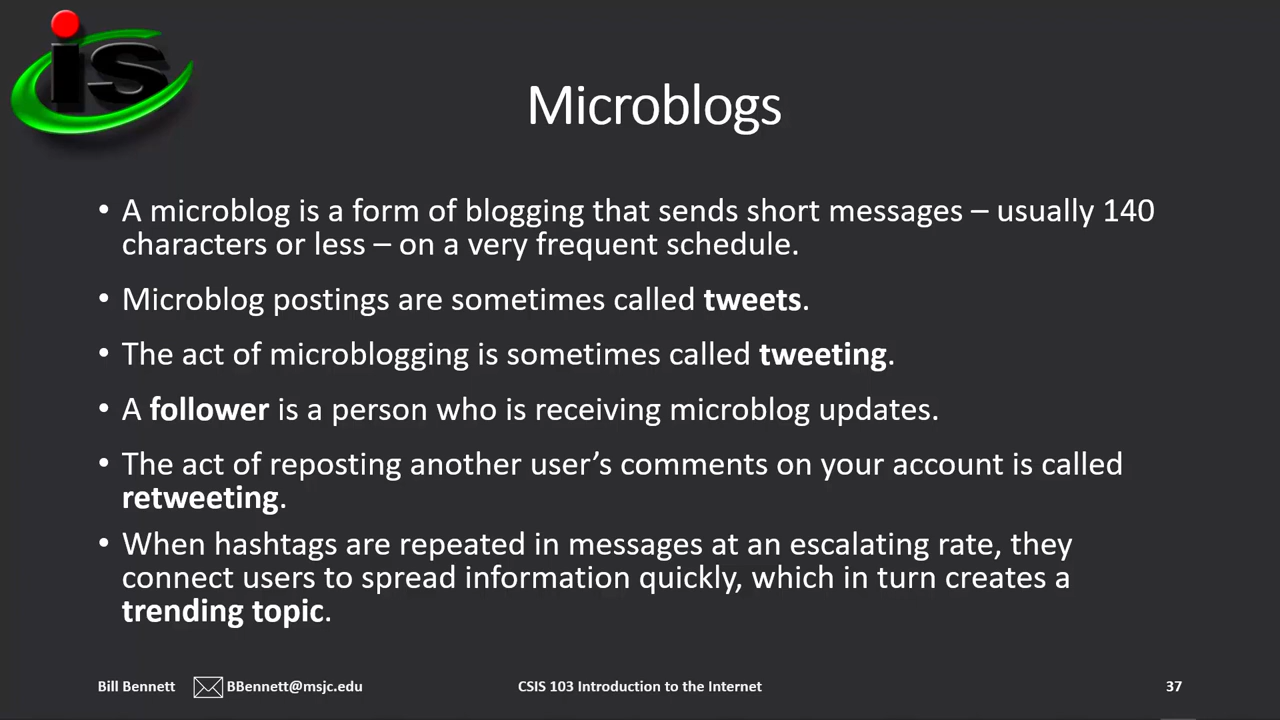 is
Microblogs
• A microblog is a form of blogging that sends short messages – usually 140
characters or less – on a very frequent schedule.
• Microblog postings are sometimes called tweets.
• The act of microblogging is sometimes called tweeting.
• A follower is a person who is receiving microblog updates.
• The act of reposting another user’s comments on your account is called
retweeting.
• When hashtags are repeated in messages at an escalating rate, they
connect users to spread information quickly, which in turn creates a
trending topic.
Bill Bennett BBennett@msjc.edu CSIS 103 Introduction to the Internet 37